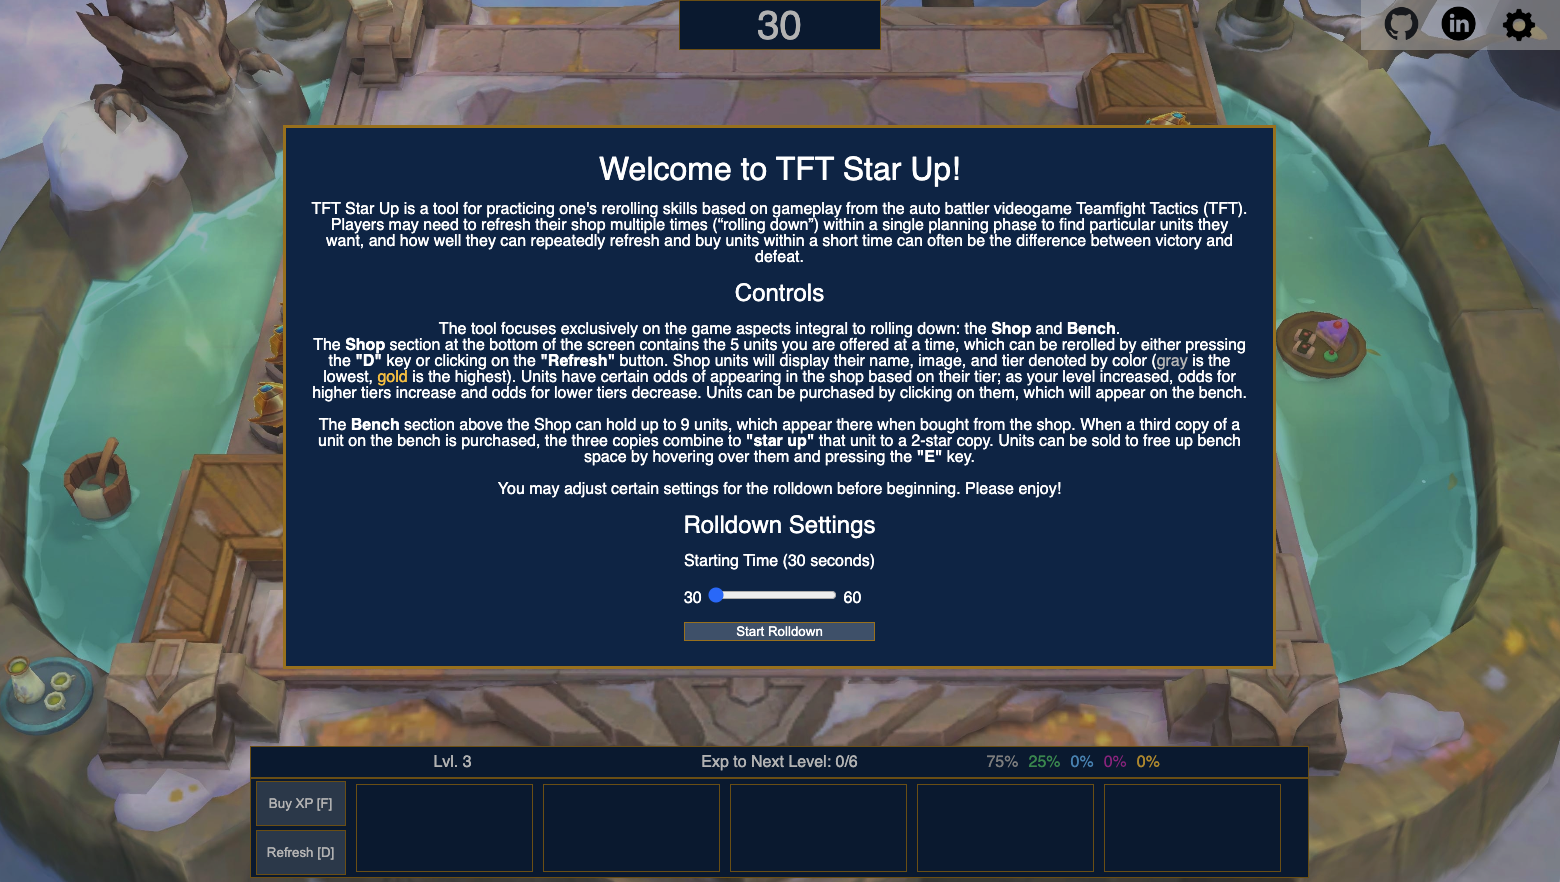 30
in
Welcome to TFT Star Up!
TFT Star Up is a tool for practicing one's rerolling skills based on gameplay from the auto battler videogame Teamfight Tactics (TFT).
Players may need to refresh their shop multiple times (“rolling down”) within a single planning phase to find particular units they
want, and how well they can repeatedly refresh and buy units within a short time can often be the difference between victory and
defeat.
Controls
The tool focuses exclusively on the game aspects integral to rolling down: the Shop and Bench.
The Shop section at the bottom of the screen contains the 5 units you are offered at a time, which can be rerolled by either pressing
the "D" key or clicking on the "Refresh" button. Shop units will display their name, image, and tier denoted by color (gray is the
lowest, gold is the highest). Units have certain odds of appearing in the shop based on their tier; as your level increased, odds for
higher tiers increase and odds for lower tiers decrease. Units can be purchased by clicking on them, which will appear on the bench.
The Bench section above the Shop can hold up to 9 units, which appear there when bought from the shop. When a third copy of a
unit on the bench is purchased, the three copies combine to "star up" that unit to a 2-star copy. Units can be sold to free up bench
space by hovering over them and pressing the "E" key.
You may adjust certain settings for the rolldown before beginning. Please enjoy!
Rolldown Settings
Starting Time (30 seconds)
30 60
Start Rolldown
Lvl. 3 Exp to Next Level: 0/6 75% 25% 0% 0% 0%
Buy XP [F]
Refresh [D]